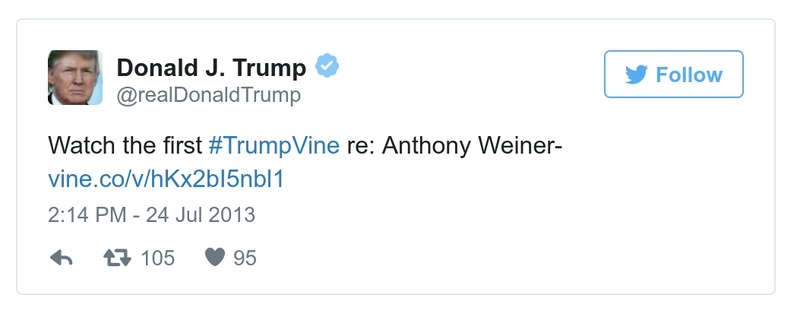 Donald J. Trump
@realDonaldTrump
Follow
Watch the first #TrumpVine re: Anthony Weiner-
vine.co/v/hKx2bI5nbI1
2:14 PM - 24 Jul 2013
105 95